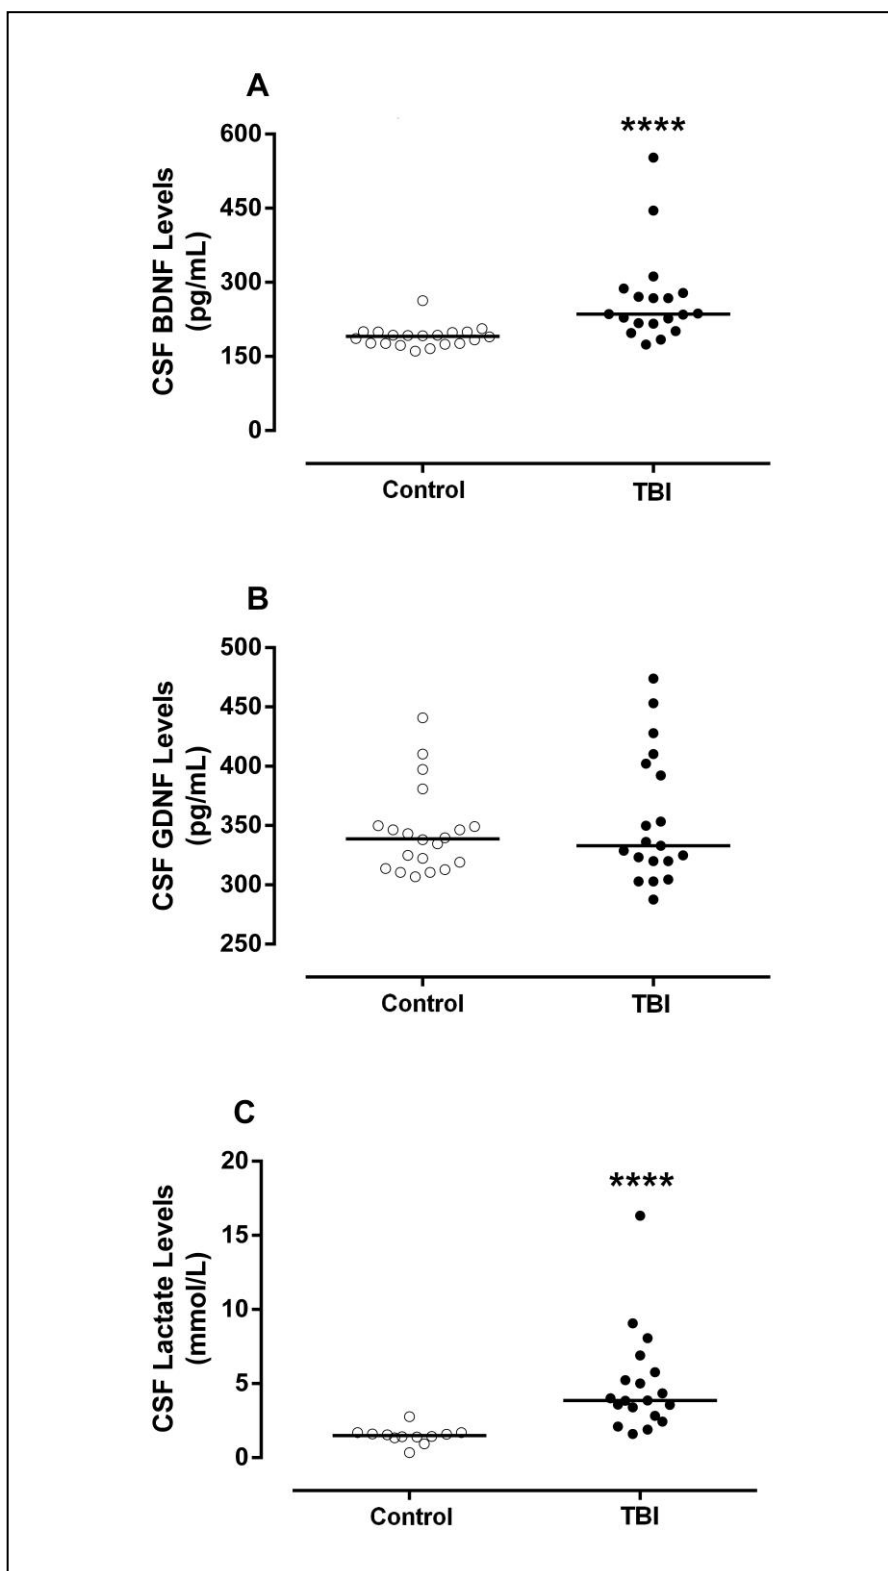 A
****
600
450
300
150
0
CSF BDNF Levels
(pg/mL)
Control
TBI
B
500
450
400
350
300
250
CSF GDNF Levels
(pg/mL)
Control
TBI
C
****
20
15
10
5
0
CSF Lactate Levels
(mmol/L)
Control
TBI